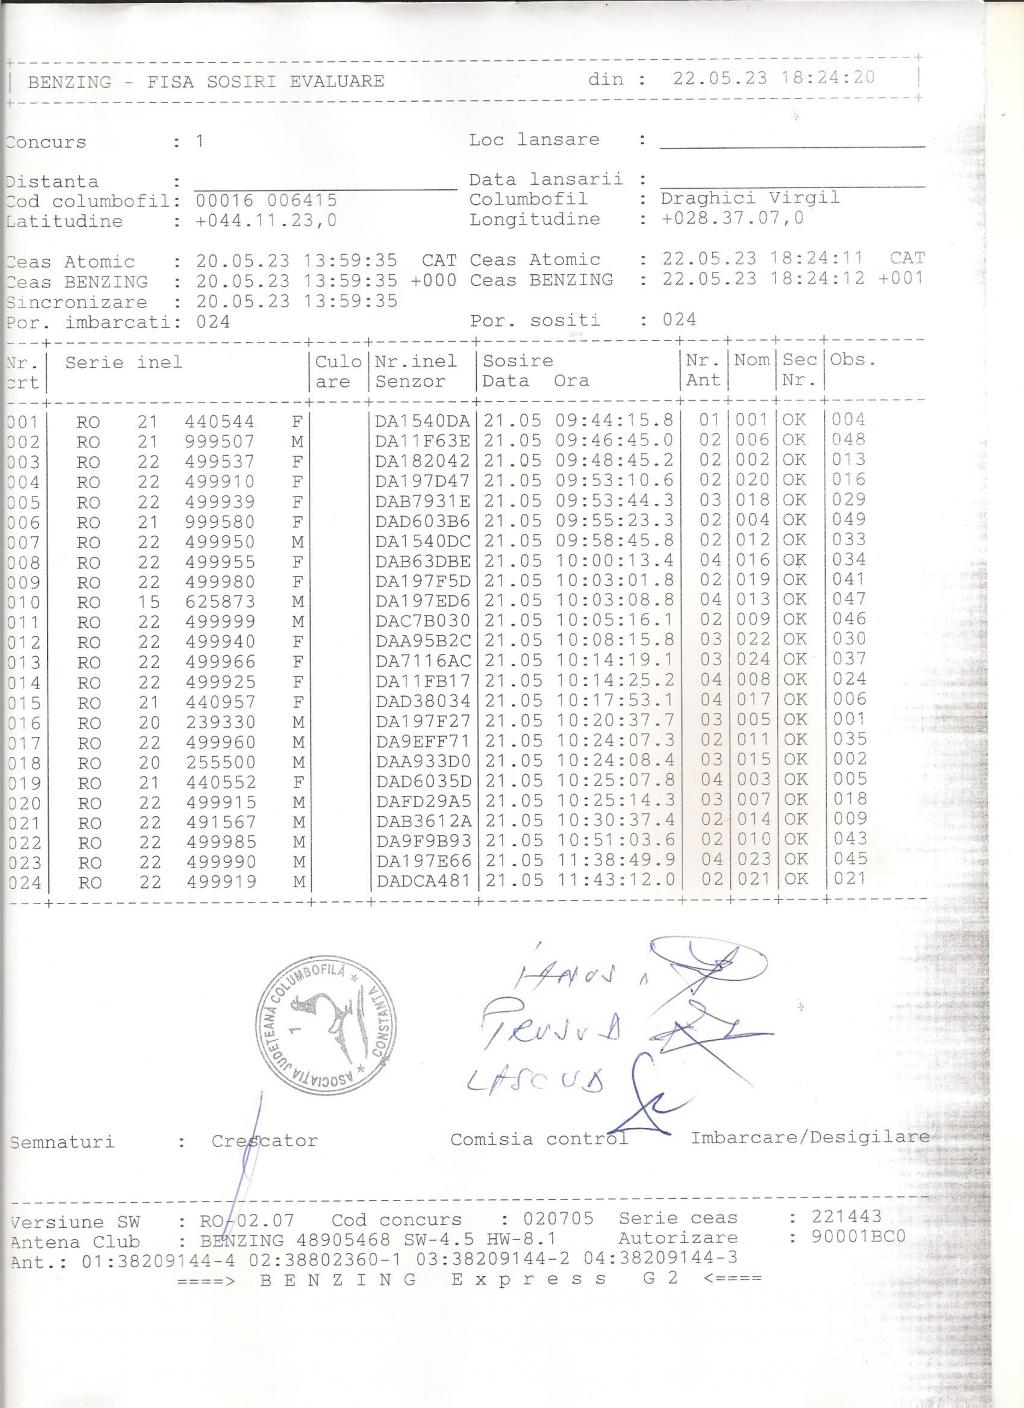 BENZING - FISA SOSIRI EVALUARE din : 22.05.23 18:24:20
Concurs : 1 Loc lansare :
Distanta : Data lansarii :
Cod columbofil: 00016 006415 Columbofil : Draghici Virgil
Latitudine : +044.11.23,0 Longitudine : +028.37.07,0
Ceas Atomic : 20.05.23 13:59:35 CAT Ceas Atomic : 22.05.23 18:24:11 CAT
Ceas BENZING : 20.05.23 13:59:35 +000 Ceas BENZING : 22.05.23 18:24:12 +001
Sincronizare : 20.05.23 13:59:35
Por. imbarcati: 024 Por. sositi : 024
Nr. Serie inel Culo Nr.inel Sosire Nr. Nom Sec Obs.
crt are Senzor Data Ora Ant Nr.
001 RO 21 440544 F DA1540DA 21.05 09:44:15.8 01 001 OK 004
002 RO 21 999507 M DA11F63E 21.05 09:46:45.0 02 006 OK 048
003 RO 22 499537 F DA182042 21.05 09:48:45.2 02 002 OK 013
004 RO 22 499910 F DA197D47 21.05 09:53:10.6 02 020 OK 016
005 RO 22 499939 F DAB7931E 21.05 09:53:44.3 03 018 OK 029
006 RO 21 999580 F DAD603B6 21.05 09:55:23.3 02 004 OK 049
007 RO 22 499950 M DA1540DC 21.05 09:58:45.8 02 012 OK 033
008 RO 22 499955 F DAB63DBE 21.05 10:00:13.4 04 016 OK 034
009 RO 22 499980 F DA197F5D 21.05 10:03:01.8 02 019 OK 041
010 RO 15 625873 M DA197ED6 21.05 10:03:08.8 04 013 OK 047
011 RO 22 499999 M DAC7B030 21.05 10:05:16.1 02 009 OK 046
012 RO 22 499940 F DAA95B2C 21.05 10:08:15.8 03 022 OK 030
013 RO 22 499966 F DA7116AC 21.05 10:14:19.1 03 024 OK 037
014 RO 22 499925 F DA11FB17 21.05 10:14:25.2 04 008 OK 024
015 RO 21 440957 F DAD38034 21.05 10:17:53.1 04 017 OK 006
016 RO 20 239330 M DA197F27 21.05 10:20:37.7 03 005 OK 001
017 RO 22 499960 M DA9EFF71 21.05 10:24:07.3 02 011 OK 035
018 RO 20 255500 M DAA933D0 21.05 10:24:08.4 03 015 OK 002
019 RO 21 440552 F DAD6035D 21.05 10:25:07.8 04 003 OK 005
020 RO 22 499915 M DAFD29A5 21.05 10:25:14.3 03 007 OK 018
021 RO 22 491567 M DAB3612A 21.05 10:30:37.4 02 014 OK 009
022 RO 22 499985 M DA9F9B93 21.05 10:51:03.6 02 010 OK 043
023 RO 22 499990 M DA197E66 21.05 11:38:49.9 04 023 OK 045
024 RO 22 499919 M DADCA481 21.05 11:43:12.0 02 021 OK 021
ASOCIAȚIA JUDEȚEANĂ COLUMBOFILĂ * CONSTANȚA * 1
Semnaturi : Crescator Comisia control Imbarcare/Desigilare
Versiune SW : RO-02.07 Cod concurs : 020705 Serie ceas : 221443
Antena Club : BENZING 48905468 SW-4.5 HW-8.1 Autorizare : 90001BC0
Ant.: 01:38209144-4 02:38802360-1 03:38209144-2 04:38209144-3
====> B E N Z I N G E x p r e s s G 2 <====